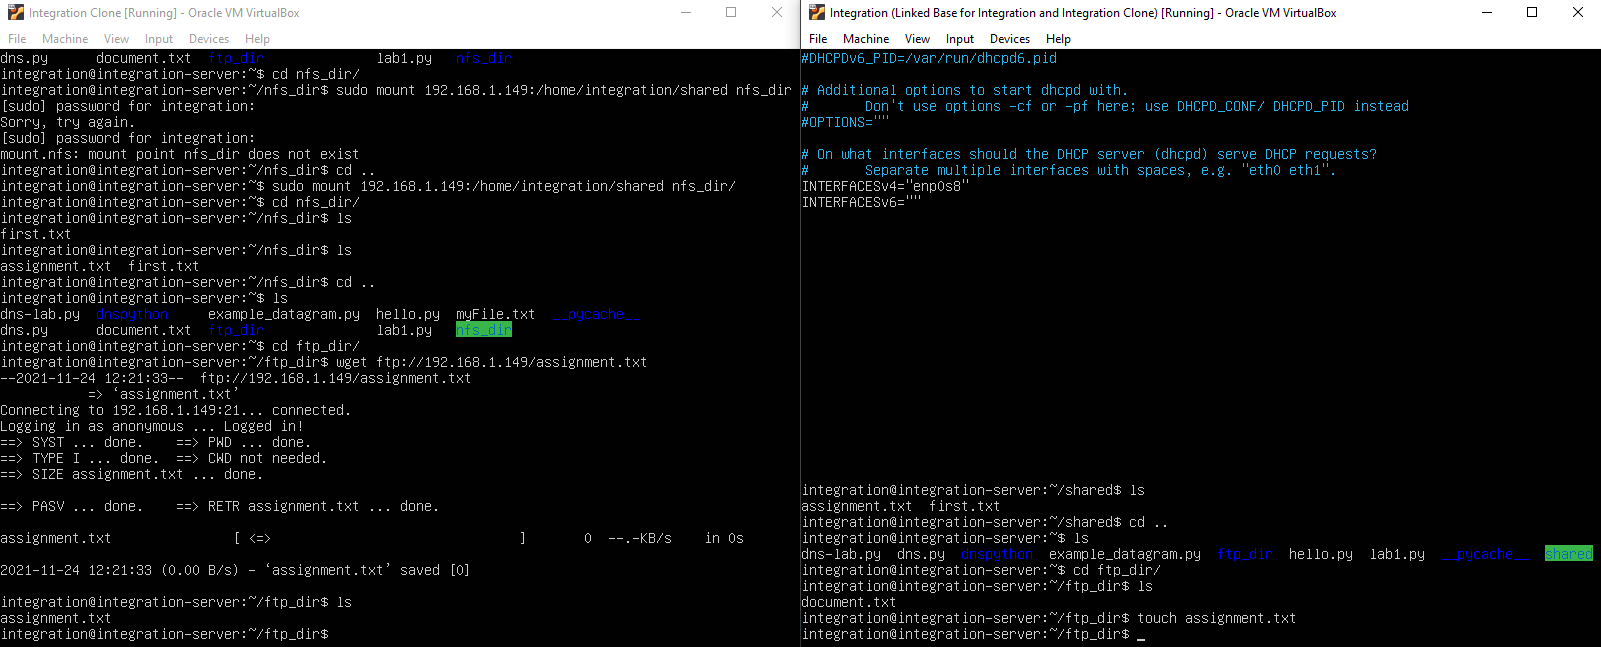 Integration Clone [Running] - Oracle VM VirtualBox
File Machine View Input Devices Help
dns.py document.txt ftp_dir lab1.py nfs_dir
integration@integration-server:~$ cd nfs_dir/
integration@integration-server:~/nfs_dir$ sudo mount 192.168.1.149:/home/integration/shared nfs_dir
[sudo] password for integration:
Sorry, try again.
[sudo] password for integration:
mount.nfs: mount point nfs_dir does not exist
integration@integration-server:~/nfs_dir$ cd ..
integration@integration-server:~$ sudo mount 192.168.1.149:/home/integration/shared nfs_dir/
integration@integration-server:~$ cd nfs_dir/
integration@integration-server:~/nfs_dir$ ls
first.txt
integration@integration-server:~/nfs_dir$ ls
assignment.txt first.txt
integration@integration-server:~/nfs_dir$ cd ..
integration@integration-server:~$ ls
dns-lab.py dnspython example_datagram.py hello.py myFile.txt __pycache__
dns.py document.txt ftp_dir lab1.py nfs_dir
integration@integration-server:~$ cd ftp_dir/
integration@integration-server:~/ftp_dir$ wget ftp://192.168.1.149/assignment.txt
--2021-11-24 12:21:33-- ftp://192.168.1.149/assignment.txt
=> ‘assignment.txt’
Connecting to 192.168.1.149:21... connected.
Logging in as anonymous ... Logged in!
==> SYST ... done. ==> PWD ... done.
==> TYPE I ... done. ==> CWD not needed.
==> SIZE assignment.txt ... done.
==> PASV ... done. ==> RETR assignment.txt ... done.
assignment.txt [ <=> ] 0 --.-KB/s in 0s
2021-11-24 12:21:33 (0.00 B/s) - ‘assignment.txt’ saved [0]
integration@integration-server:~/ftp_dir$ ls
assignment.txt
integration@integration-server:~/ftp_dir$
Integration (Linked Base for Integration and Integration Clone) [Running] - Oracle VM VirtualBox
File Machine View Input Devices Help
#DHCPDv6_PID=/var/run/dhcpd6.pid
# Additional options to start dhcpd with.
# Don't use options -cf or -pf here; use DHCPD_CONF/ DHCPD_PID instead
#OPTIONS=""
# On what interfaces should the DHCP server (dhcpd) serve DHCP requests?
# Separate multiple interfaces with spaces, e.g. "eth0 eth1".
INTERFACESv4="enp0s8"
INTERFACESv6=""
integration@integration-server:~/shared$ ls
assignment.txt first.txt
integration@integration-server:~/shared$ cd ..
integration@integration-server:~$ ls
dns-lab.py dns.py dnspython example_datagram.py ftp_dir hello.py lab1.py __pycache__ shared
integration@integration-server:~$ cd ftp_dir/
integration@integration-server:~/ftp_dir$ ls
document.txt
integration@integration-server:~/ftp_dir$ touch assignment.txt
integration@integration-server:~/ftp_dir$ _